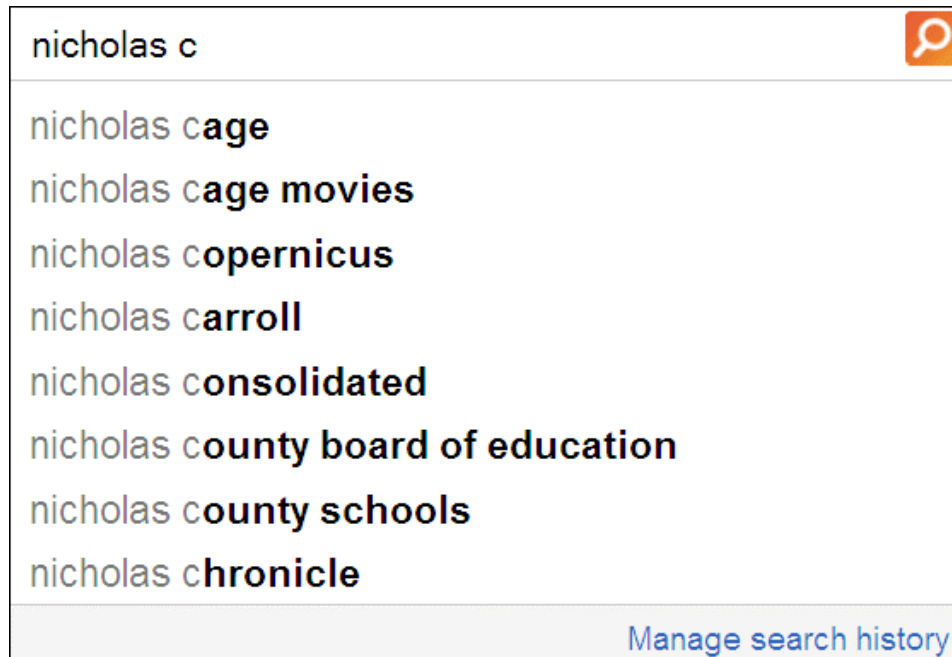 nicholas c
nicholas cage
nicholas cage movies
nicholas copernicus
nicholas carroll
nicholas consolidated
nicholas county board of education
nicholas county schools
nicholas chronicle
Manage search history